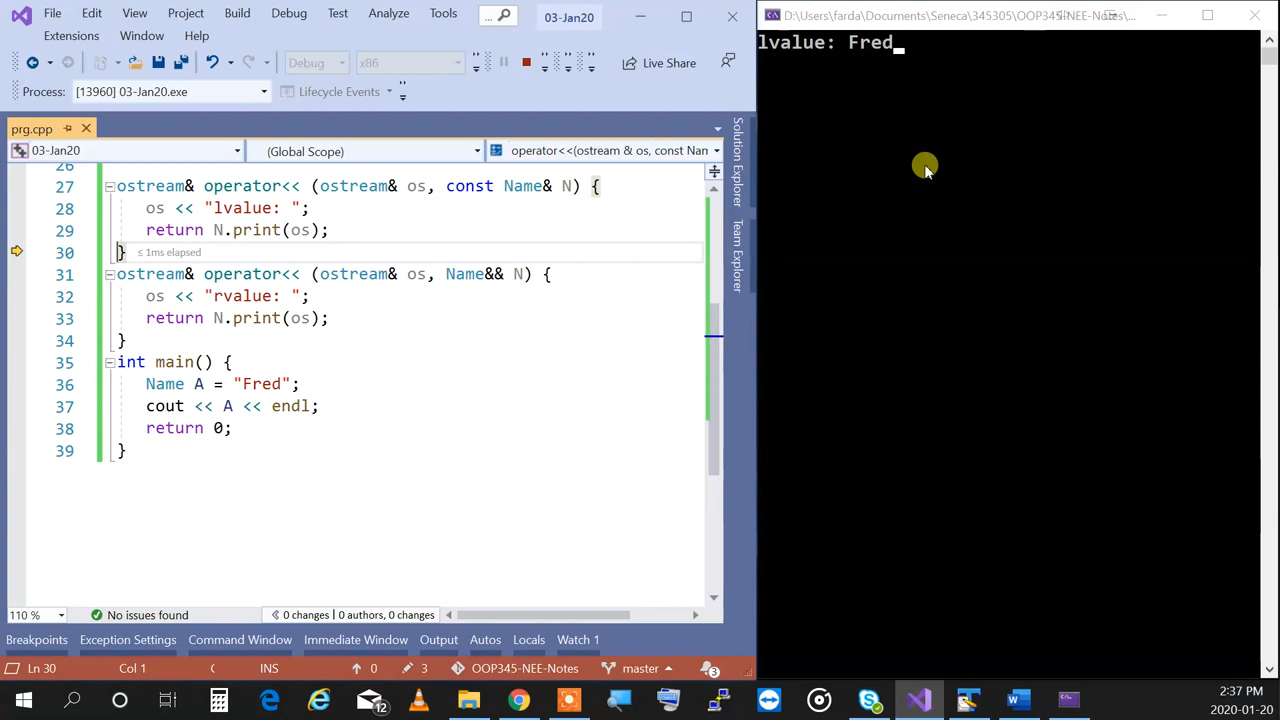 File Edit View Project Build Debug Test Analyze Tools ... 03-Jan20
Extensions Window Help
Debug x86 Live Share
Process: [13960] 03-Jan20.exe Lifecycle Events
prg.cpp
03-Jan20 (Global Scope) operator<<(ostream & os, const Nam
26
27 ostream& operator<< (ostream& os, const Name& N) {
28 os << "lvalue: ";
29 return N.print(os);
30 } ≤ 1ms elapsed
31 ostream& operator<< (ostream& os, Name&& N) {
32 os << "rvalue: ";
33 return N.print(os);
34 }
35 int main() {
36 Name A = "Fred";
37 cout << A << endl;
38 return 0;
39 }
110 % No issues found 0 changes | 0 authors, 0 changes
Breakpoints Exception Settings Command Window Immediate Window Output Autos Locals Watch 1
Ln 30 Col 1 INS 0 3 OOP345-NEE-Notes master 3
Solution Explorer
Team Explorer
D:\Users\farda\Documents\Seneca\345305\OOP345-NEE-Notes\...
lvalue: Fred
12
2:37 PM
2020-01-20